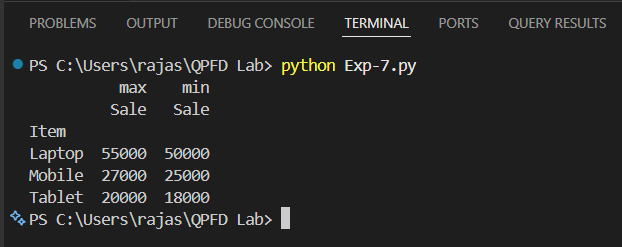 PROBLEMS OUTPUT DEBUG CONSOLE TERMINAL PORTS QUERY RESULTS
PS C:\Users\rajas\QPFD Lab> python Exp-7.py
max min
Sale Sale
Item
Laptop 55000 50000
Mobile 27000 25000
Tablet 20000 18000
PS C:\Users\rajas\QPFD Lab>